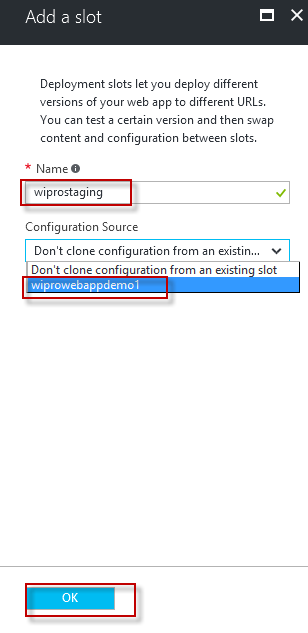 Add a slot
Deployment slots let you deploy different
versions of your web app to different URLs.
You can test a certain version and then swap
content and configuration between slots.
* Name
wiprostaging
Configuration Source
Don't clone configuration from an existin...
Don't clone configuration from an existing slot
wiprowebappdemo1
OK